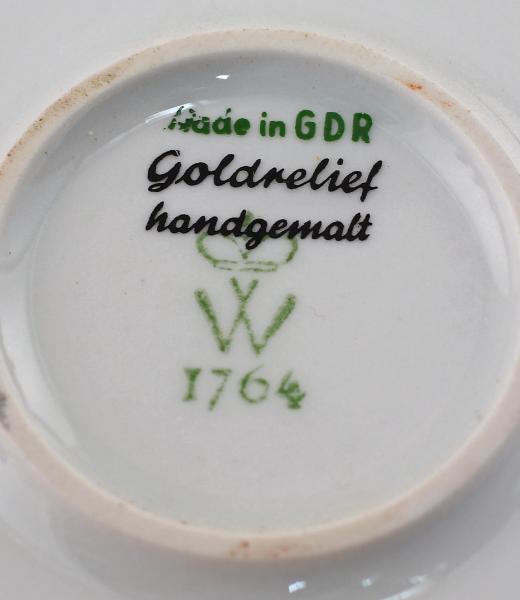 Made in GDR
Goldrelief
handgemalt
W
1764